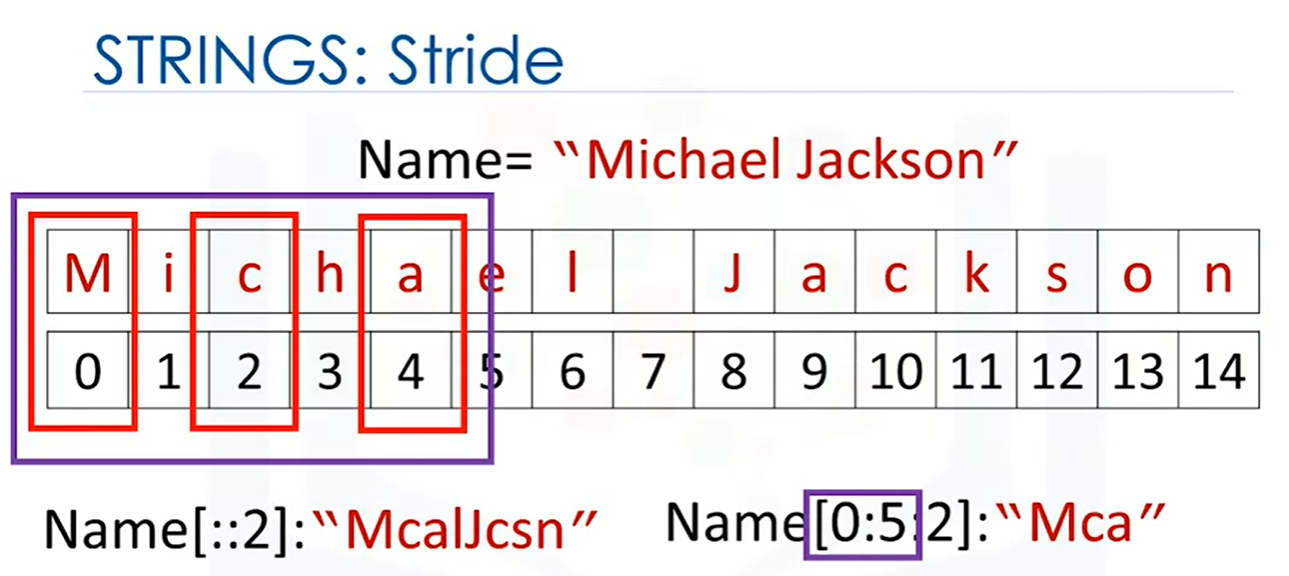 STRINGS: Stride
Name= “Michael Jackson”
M i c h a e l J a c k s o n
0 1 2 3 4 5 6 7 8 9 10 11 12 13 14
Name[::2]:“McalJcsn” Name[0:5:2]:“Mca”